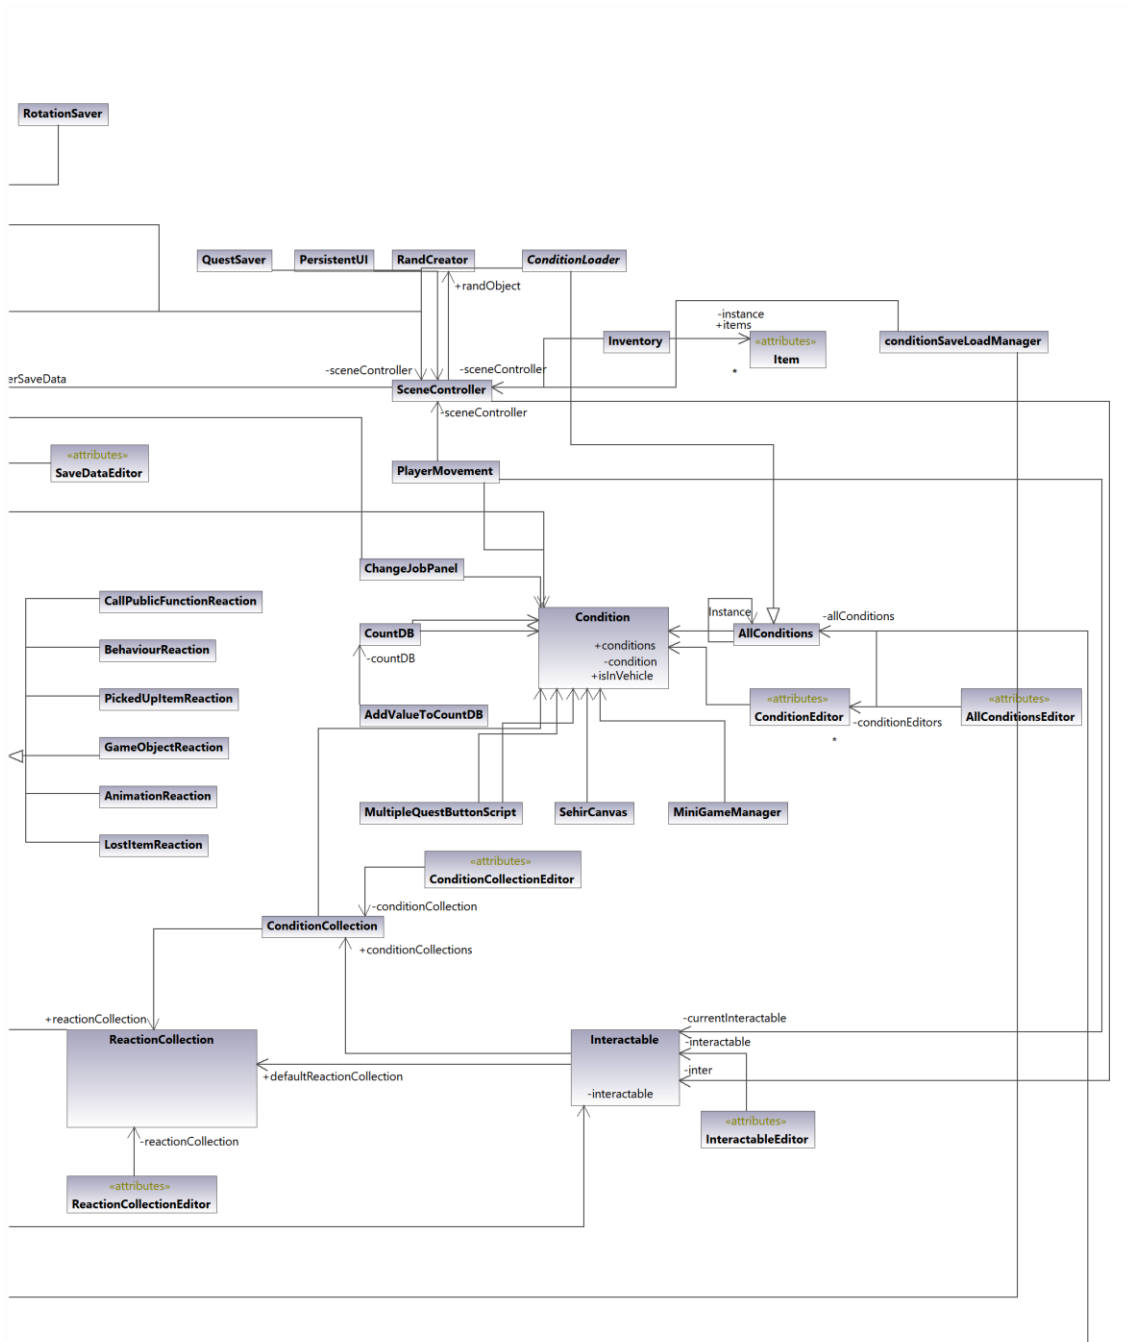 RotationSaver
QuestSaver
PersistentUI
RandCreator
ConditionLoader
+randObject
-instance
+items
Inventory
«attributes»
Item
*
conditionSaveLoadManager
-sceneController
-sceneController
erSaveData
SceneController
-sceneController
«attributes»
SaveDataEditor
PlayerMovement
ChangeJobPanel
CallPublicFunctionReaction
BehaviourReaction
PickedUpItemReaction
GameObjectReaction
AnimationReaction
LostItemReaction
CountDB
-countDB
AddValueToCountDB
Condition
+conditions
-condition
+isInVehicle
Instance
AllConditions
-allConditions
«attributes»
ConditionEditor
*
-conditionEditors
«attributes»
AllConditionsEditor
MultipleQuestButtonScript
SehirCanvas
MiniGameManager
«attributes»
ConditionCollectionEditor
-conditionCollection
ConditionCollection
+conditionCollections
+reactionCollection
ReactionCollection
+defaultReactionCollection
-reactionCollection
«attributes»
ReactionCollectionEditor
Interactable
-interactable
-currentInteractable
-interactable
-inter
«attributes»
InteractableEditor